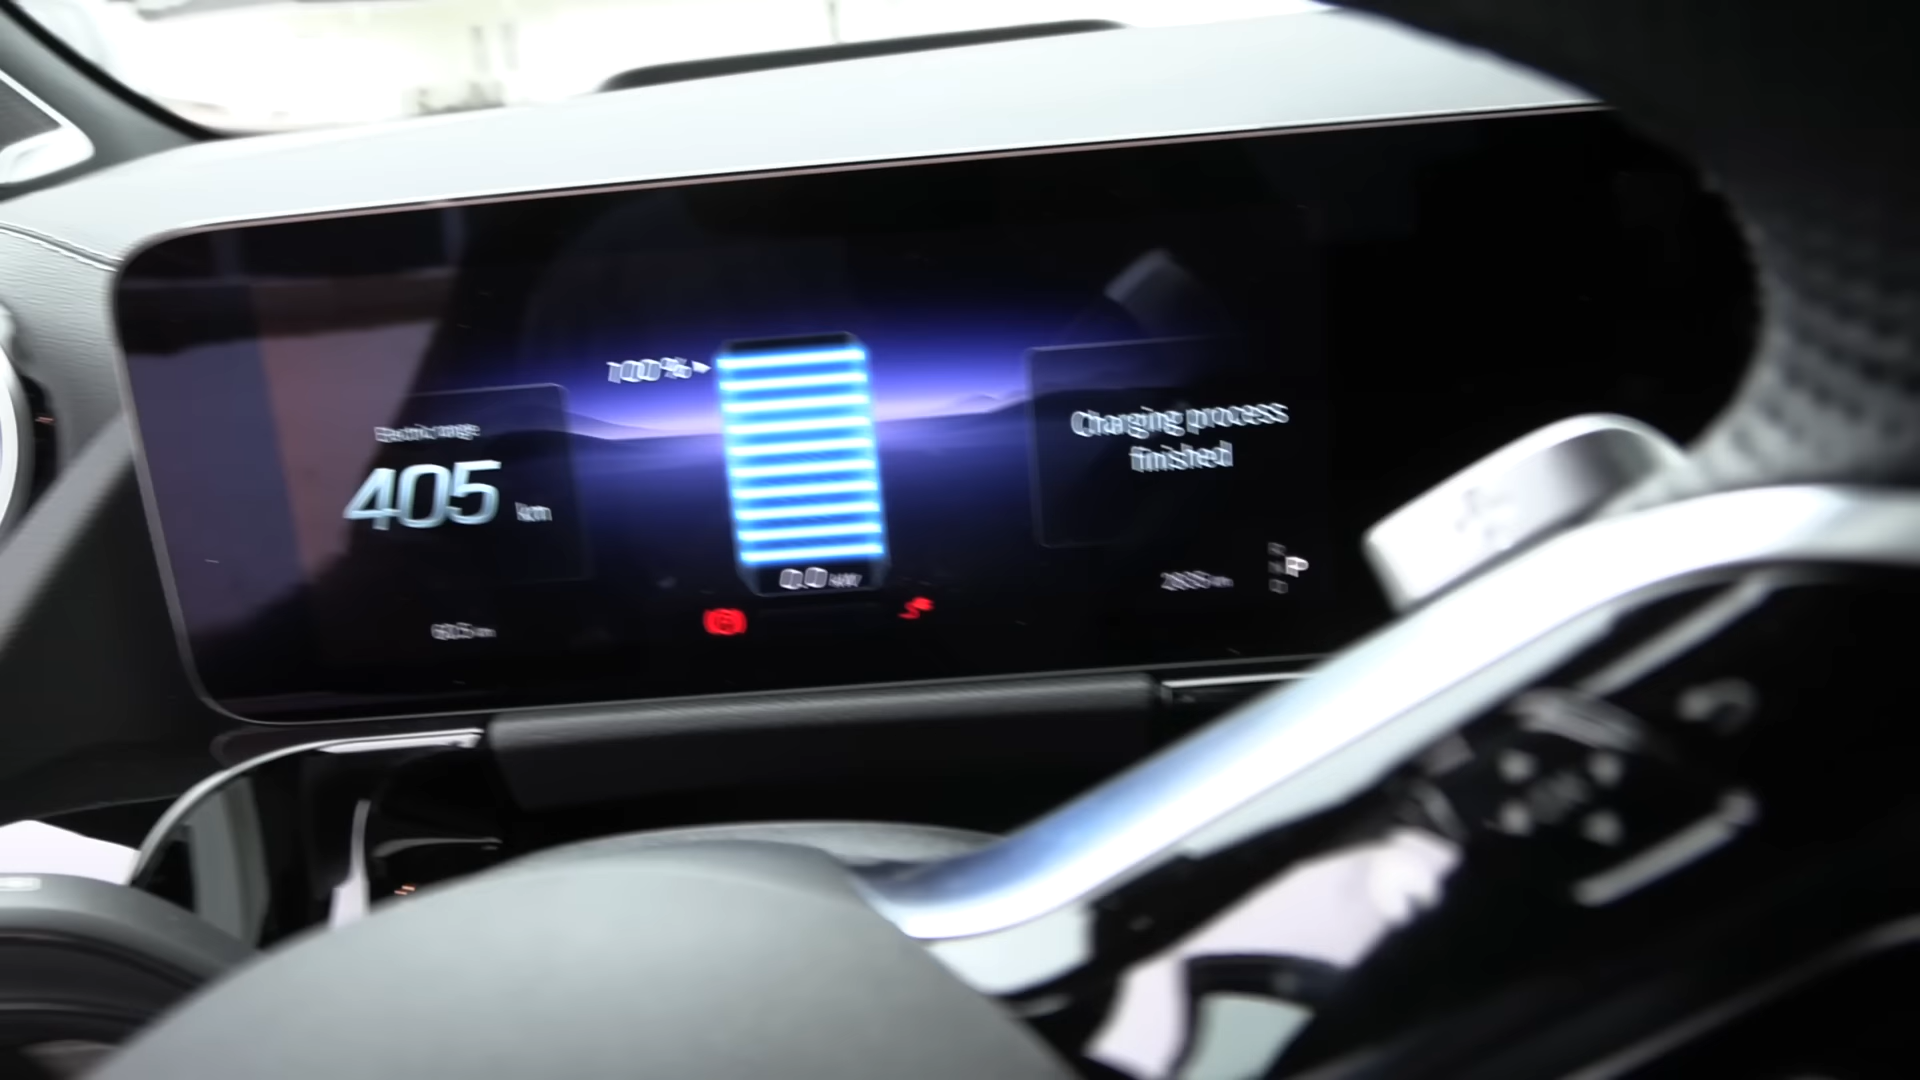 100%
Electric range
405 km
Charging process
finished
0.0 kW
P